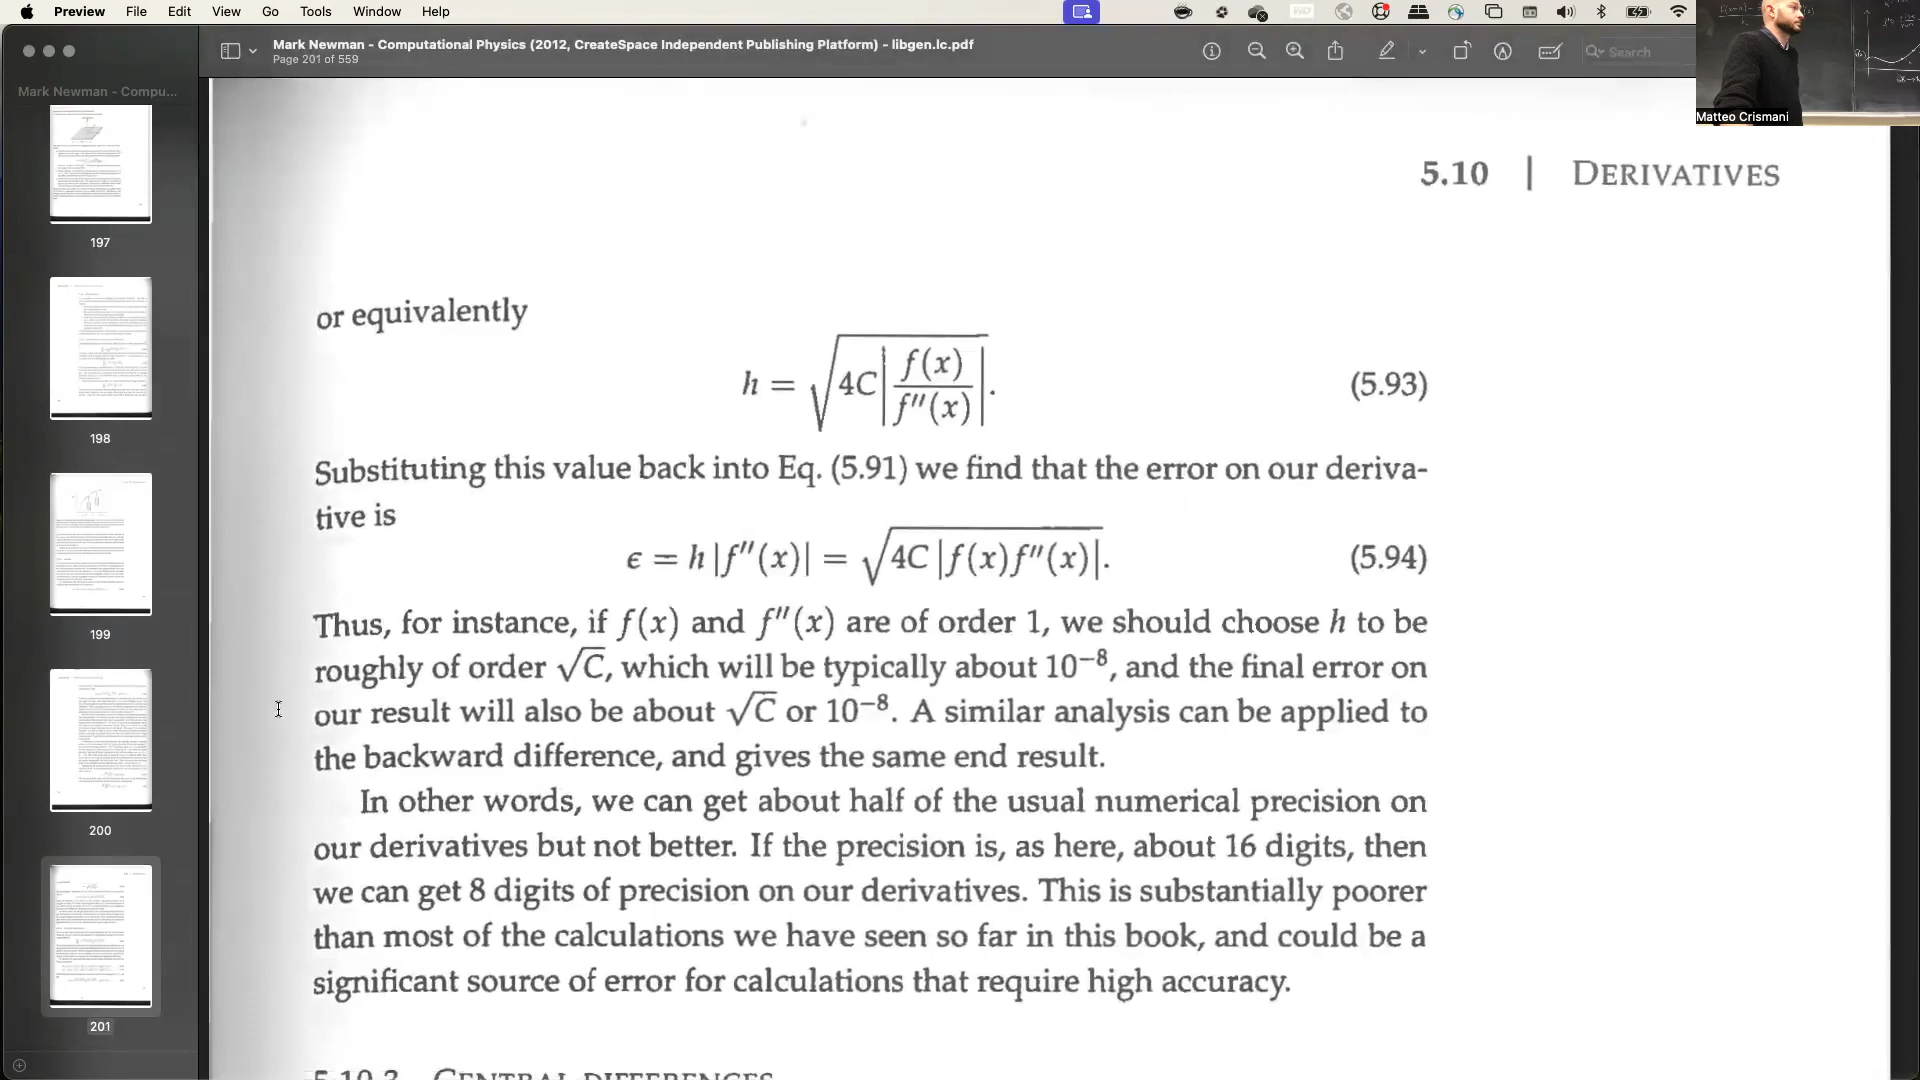 Preview File Edit View Go Tools Window Help
Mark Newman - Computational Physics (2012, CreateSpace Independent Publishing Platform) - libgen.lc.pdf
Page 201 of 559
Search
Matteo Crismani
Mark Newman - Compu...
197
198
199
200
201
5.10 | DERIVATIVES
or equivalently
h = √4C|f(x)/f″(x)|. (5.93)
Substituting this value back into Eq. (5.91) we find that the error on our deriva-
tive is
ϵ = h|f″(x)| = √4C|f(x)f″(x)|. (5.94)
Thus, for instance, if f(x) and f″(x) are of order 1, we should choose h to be
roughly of order √C, which will be typically about 10⁻⁸, and the final error on
our result will also be about √C or 10⁻⁸. A similar analysis can be applied to
the backward difference, and gives the same end result.
In other words, we can get about half of the usual numerical precision on
our derivatives but not better. If the precision is, as here, about 16 digits, then
we can get 8 digits of precision on our derivatives. This is substantially poorer
than most of the calculations we have seen so far in this book, and could be a
significant source of error for calculations that require high accuracy.
5.10.3 CENTRAL DIFFERENCES